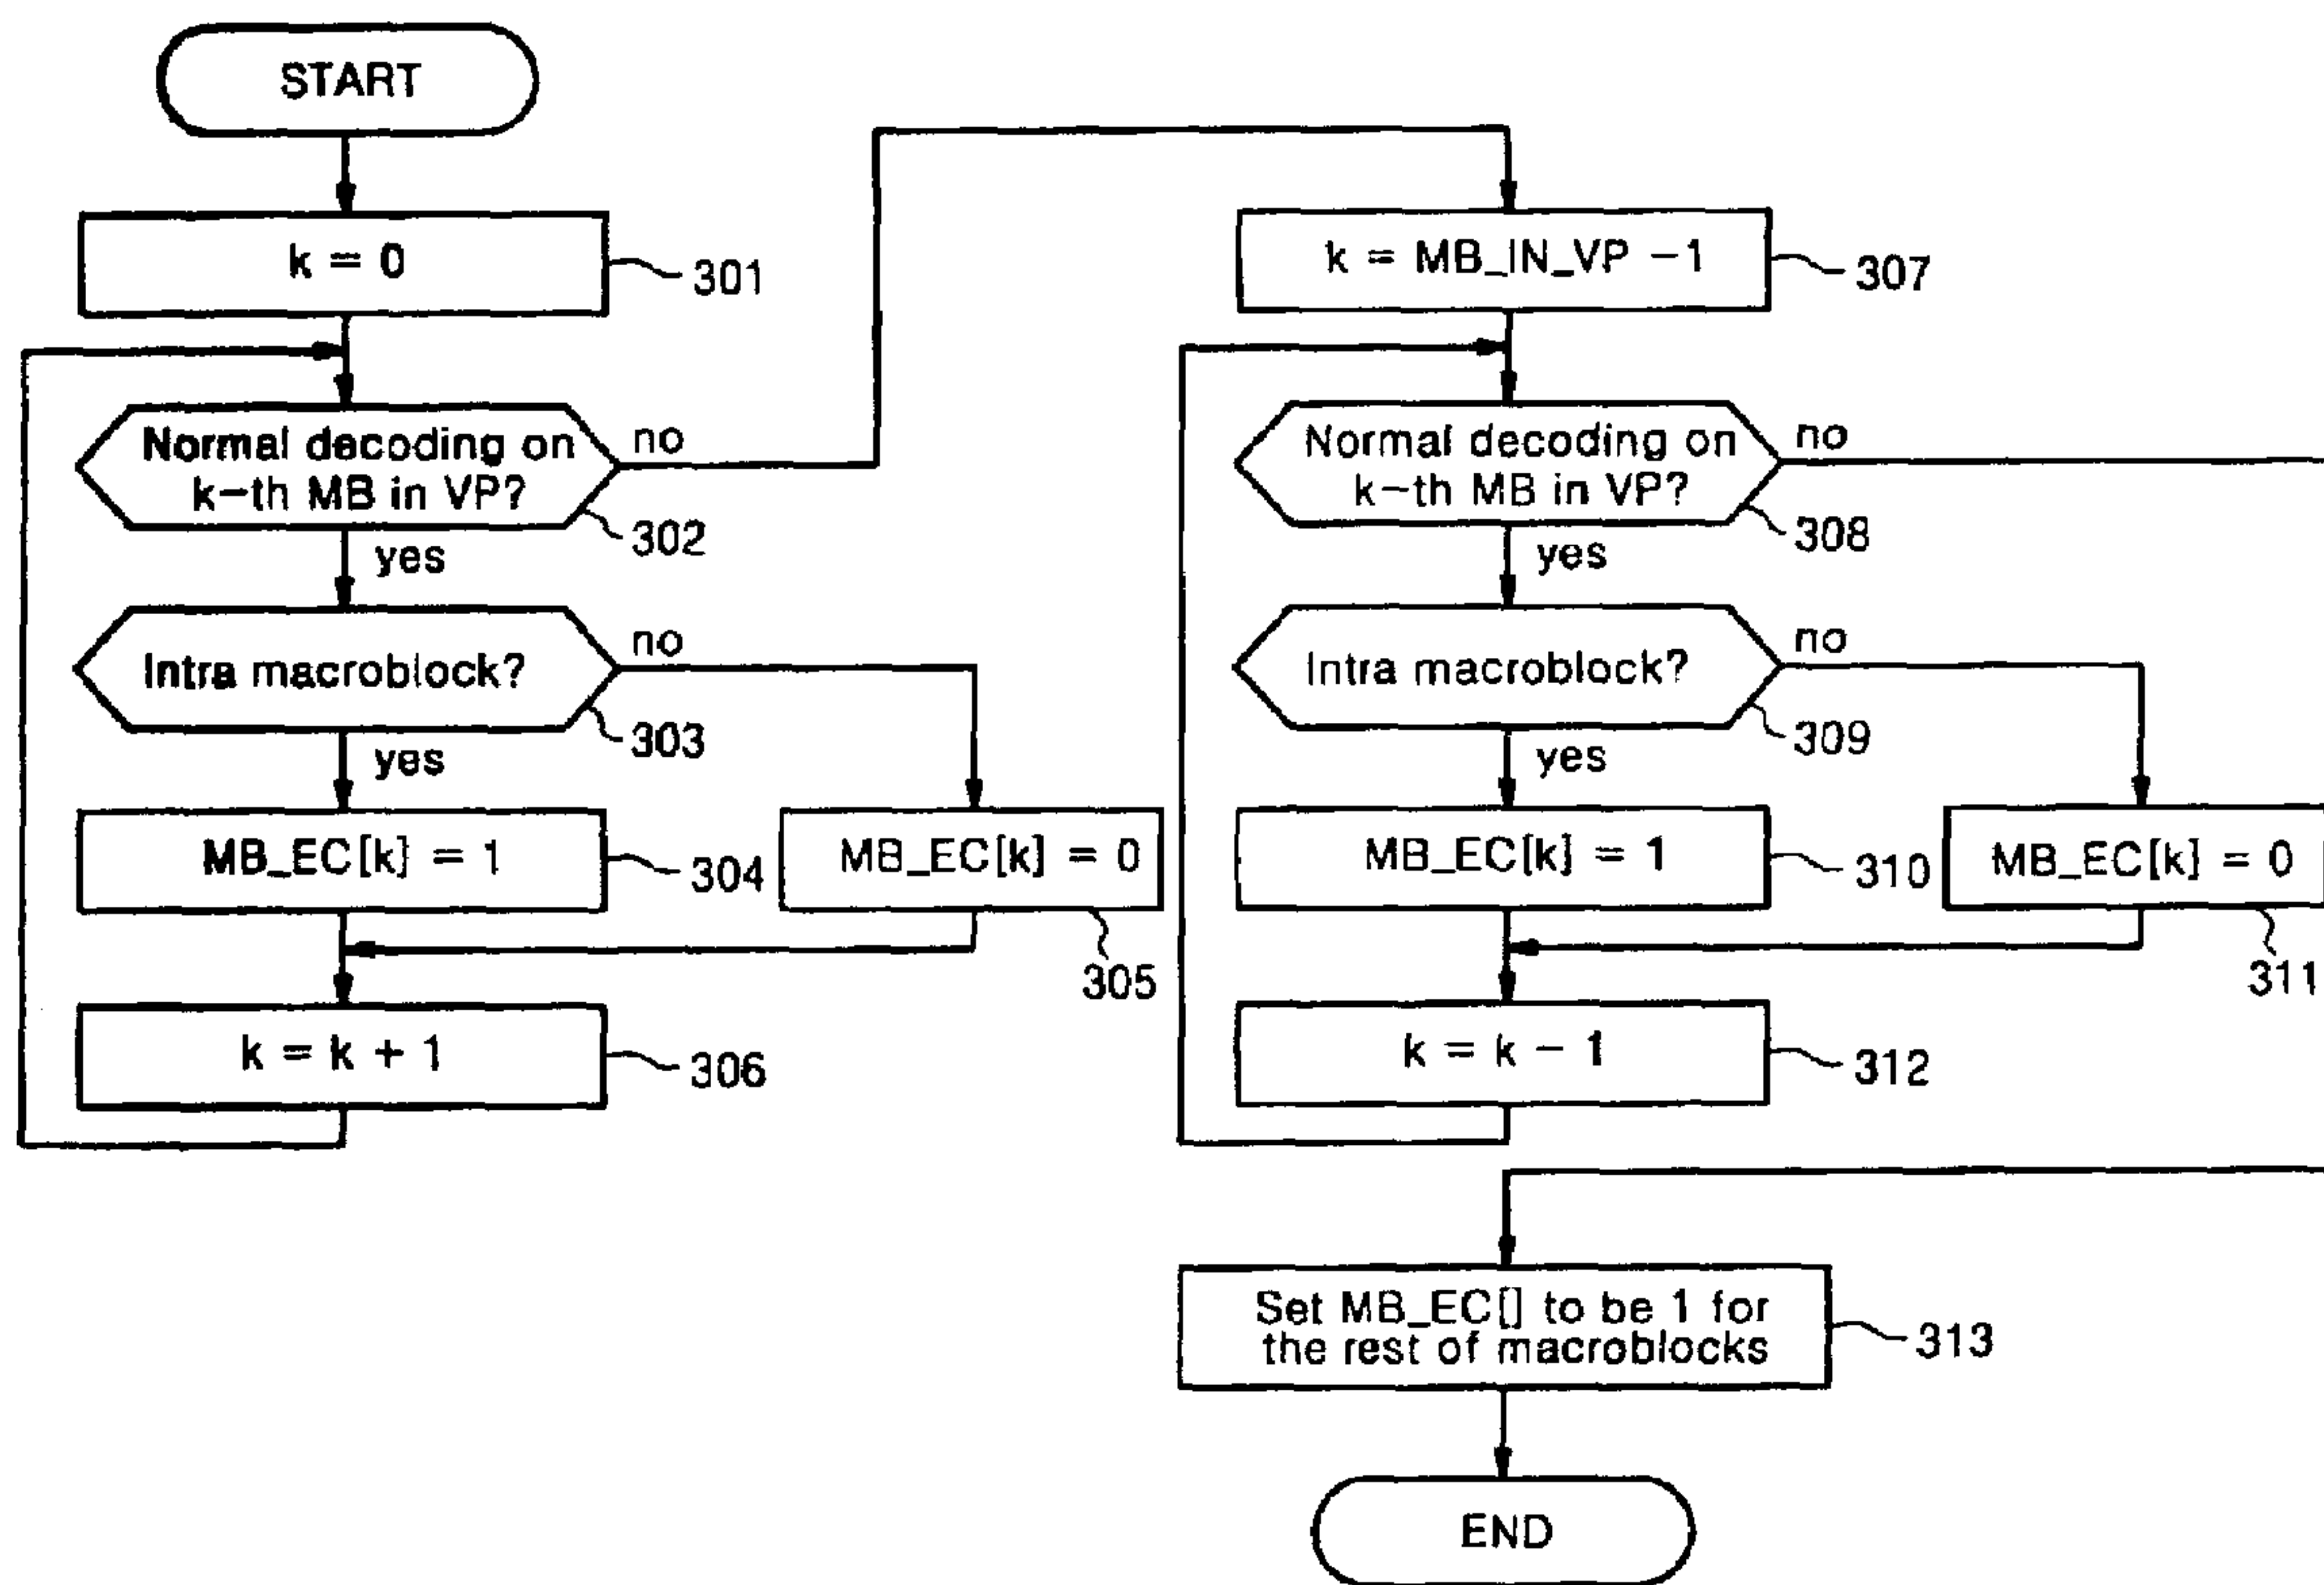 START
k = 0
301
Normal decoding on
k-th MB in VP?
no
302
yes
Intra macroblock?
no
303
yes
MB_EC[k] = 1
304
MB_EC[k] = 0
305
k = k + 1
306
k = MB_IN_VP -1
307
Normal decoding on
k-th MB in VP?
no
308
yes
Intra macroblock?
no
309
yes
MB_EC[k] = 1
310
MB_EC[k] = 0
311
k = k - 1
312
Set MB_EC[] to be 1 for
the rest of macroblocks
313
END